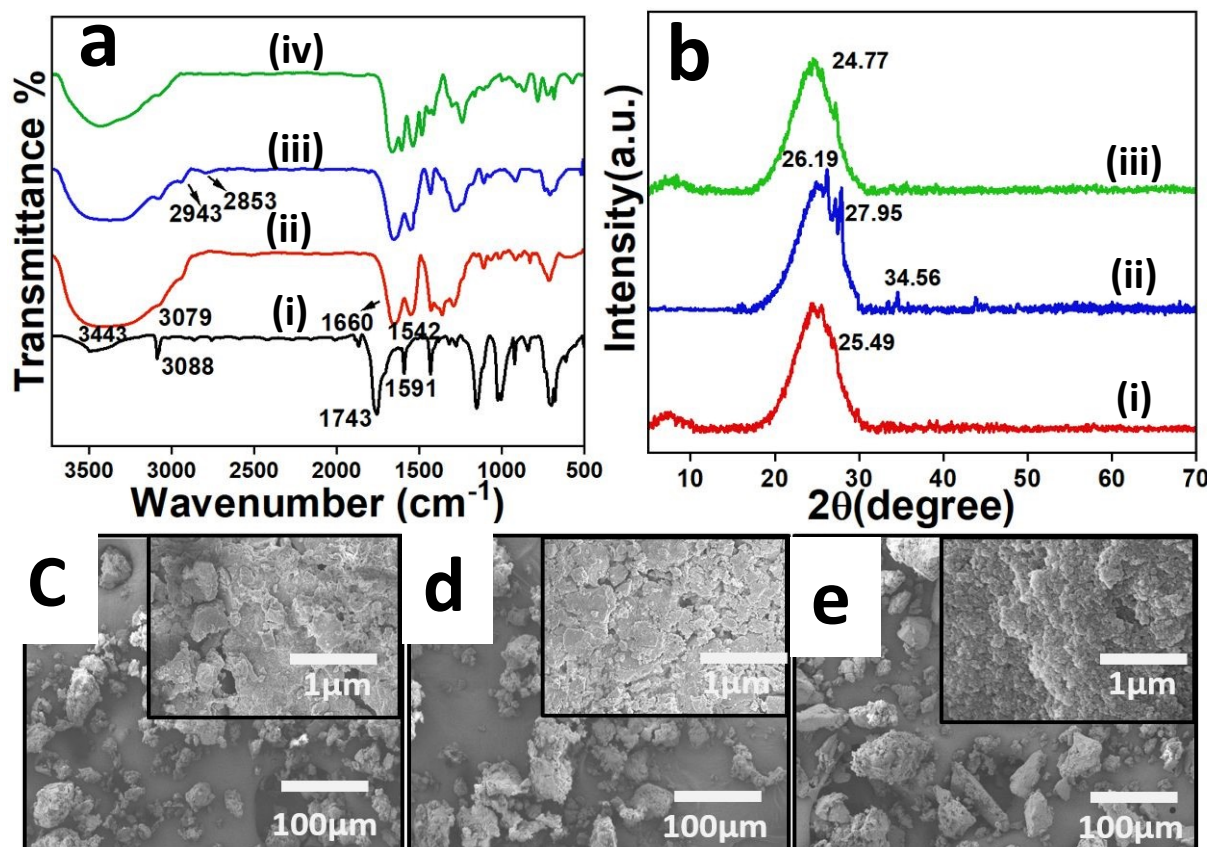 a
(iv)
(iii)
2943
2853
(ii)
3079
(i)
1660
1542
3443
3088
1591
1743
Transmittance %
3500 3000 2500 2000 1500 1000 500
Wavenumber (cm⁻¹)
b
24.77
(iii)
26.19
27.95
34.56
(ii)
25.49
(i)
Intensity(a.u.)
10 20 30 40 50 60 70
2θ(degree)
c
1μm
100μm
d
1μm
100μm
e
1μm
100μm